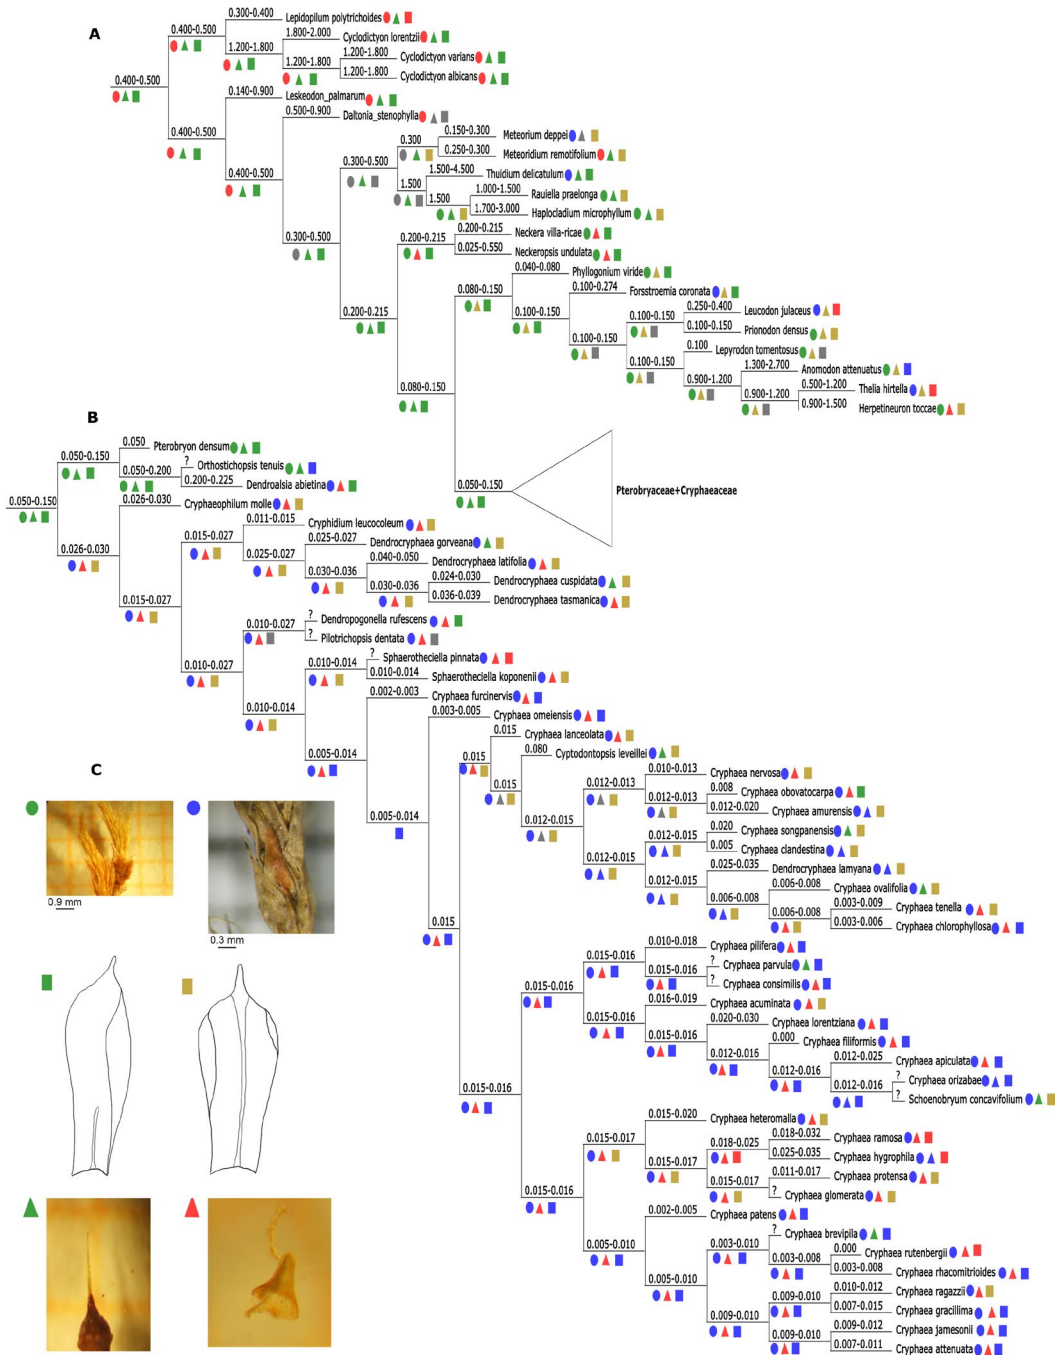 A
0.300-0.400
Lepidopilum polytrichoides
0.400-0.500
1.800-2.000
Cyclodictyon lorentzii
1.200-1.800
1.200-1.800
Cyclodictyon varians
1.200-1.800
1.200-1.800
Cyclodictyon albicans
0.400-0.500
0.140-0.900
Leskeodon_palmarum
0.500-0.900
Daltonia_stenophylla
0.400-0.500
0.150-0.300
Meteorium deppei
0.300
0.250-0.300
Meteoridium remotifolium
0.300-0.500
1.500-4.500
Thuidium delicatulum
0.400-0.500
1.500
1.000-1.500
Rauiella praelonga
1.500
1.700-3.000
Haplocladium microphyllum
0.300-0.500
0.200-0.215
Neckera villa-ricae
0.200-0.215
0.025-0.550
Neckeropsis undulata
0.040-0.080
Phyllogonium viride
0.080-0.150
0.100-0.274
Forsstroemia coronata
0.200-0.215
0.100-0.150
0.250-0.400
Leucodon julaceus
0.100-0.150
0.100-0.150
Prionodon densus
0.100-0.150
0.100
Lepyrodon tomentosus
0.100-0.150
1.300-2.700
Anomodon attenuatus
0.900-1.200
0.500-1.200
Thelia hirtella
0.080-0.150
0.900-1.200
0.900-1.500
Herpetineuron toccae
0.050-0.150
Pterobryaceae+Cryphaeaceae
B
0.050
Pterobryon densum
0.050-0.150
?
Orthostichopsis tenuis
0.050-0.200
0.200-0.225
Dendroalsia abietina
0.050-0.150
0.026-0.030
Cryphaeophilum molle
0.011-0.015
Cryphidium leucocoleum
0.015-0.027
0.025-0.027
Dendrocryphaea gorveana
0.026-0.030
0.025-0.027
0.040-0.050
Dendrocryphaea latifolia
0.030-0.036
0.024-0.030
Dendrocryphaea cuspidata
0.030-0.036
0.036-0.039
Dendrocryphaea tasmanica
0.015-0.027
?
Dendropogonella rufescens
0.010-0.027
?
Pilotrichopsis dentata
0.010-0.027
?
Sphaerotheciella pinnata
0.010-0.014
0.010-0.014
Sphaerotheciella koponenii
0.002-0.003
Cryphaea furcinervis
0.010-0.014
0.003-0.005
Cryphaea omeiensis
0.005-0.014
0.015
Cryphaea lanceolata
0.015
0.080
Cyptodontopsis leveillei
0.015
0.010-0.013
Cryphaea nervosa
0.012-0.013
0.008
Cryphaea obovatocarpa
0.012-0.013
0.012-0.020
Cryphaea amurensis
0.005-0.014
0.012-0.015
0.020
Cryphaea songpanensis
0.012-0.015
0.005
Cryphaea clandestina
0.012-0.015
0.025-0.035
Dendrocryphaea lamyana
0.012-0.015
0.006-0.008
Cryphaea ovalifolia
0.006-0.008
0.003-0.009
Cryphaea tenella
0.006-0.008
0.003-0.006
Cryphaea chlorophyllosa
0.015
0.010-0.018
Cryphaea pilifera
0.015-0.016
?
Cryphaea parvula
0.015-0.016
?
Cryphaea consimilis
0.015-0.016
0.016-0.019
Cryphaea acuminata
0.015-0.016
0.020-0.030
Cryphaea lorentziana
0.015-0.016
0.000
Cryphaea filiformis
0.012-0.016
0.012-0.025
Cryphaea apiculata
0.012-0.016
?
Cryphaea orizabae
0.012-0.016
?
Schoenobryum concavifolium
0.015-0.016
0.015-0.020
Cryphaea heteromalla
0.015-0.017
0.018-0.032
Cryphaea ramosa
0.018-0.025
0.025-0.035
Cryphaea hygrophila
0.015-0.017
0.011-0.017
Cryphaea protensa
0.015-0.017
?
Cryphaea glomerata
0.015-0.016
0.002-0.005
Cryphaea patens
?
Cryphaea brevipila
0.005-0.010
0.003-0.010
0.000
Cryphaea rutenbergii
0.003-0.008
0.003-0.008
Cryphaea rhacomitrioides
0.005-0.010
0.010-0.012
Cryphaea ragazzii
0.009-0.010
0.007-0.015
Cryphaea gracillima
0.009-0.010
0.009-0.012
Cryphaea jamesonii
0.009-0.010
0.007-0.011
Cryphaea attenuata
C
0.9 mm
0.3 mm